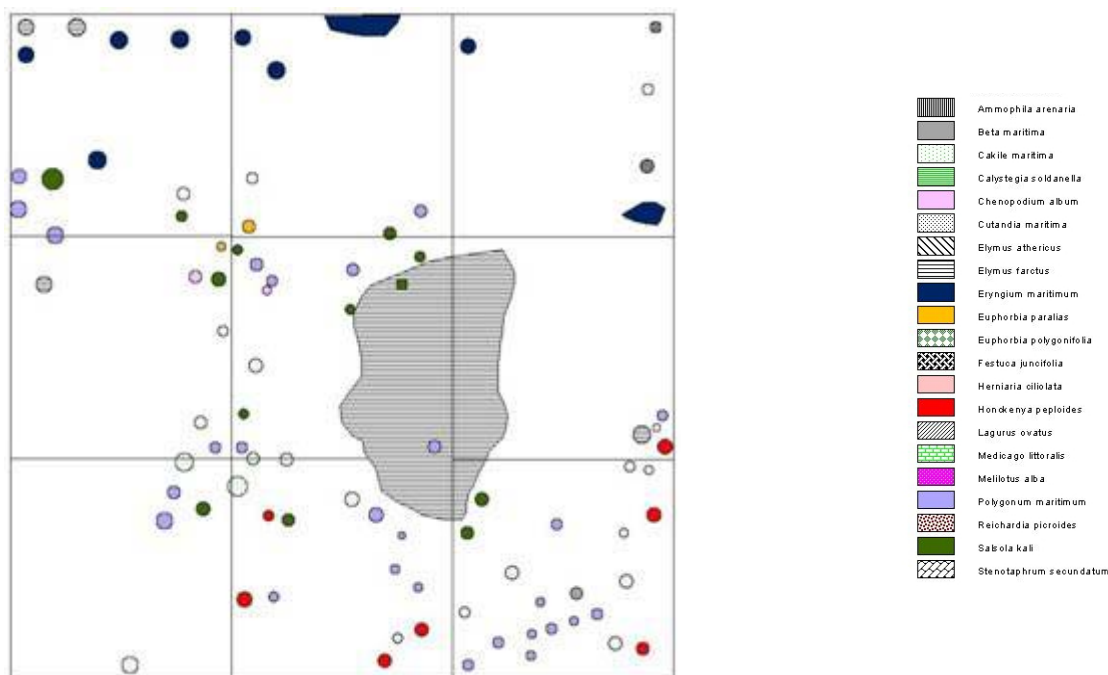 Ammophila arenaria
Beta maritima
Cakile maritima
Calystegia soldanella
Chenopodium album
Cutandia maritima
Elymus athericus
Elymus farctus
Eryngium maritimum
Euphorbia paralias
Euphorbia polygonifolia
Festuca juncifolia
Herniaria ciliolata
Honckenya peploides
Lagurus ovatus
Medicago littoralis
Melilotus alba
Polygonum maritimum
Reichardia picroides
Salsola kali
Stenotaphrum secundatum